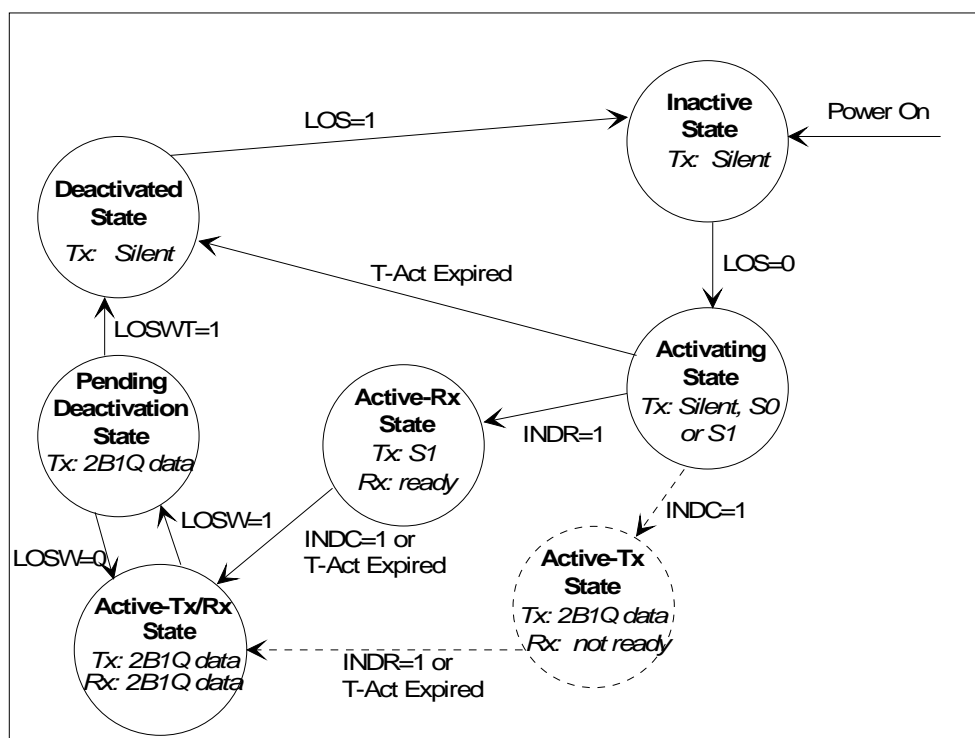 Inactive
State
Tx: Silent
Power On
LOS=1
Deactivated
State
Tx: Silent
LOS=0
T-Act Expired
LOSWT=1
Activating
State
Tx: Silent, S0
or S1
Pending
Deactivation
State
Tx: 2B1Q data
Active-Rx
State
Tx: S1
Rx: ready
INDR=1
INDC=1
LOSW=1
LOSW=0
INDC=1 or
T-Act Expired
Active-Tx
State
Tx: 2B1Q data
Rx: not ready
Active-Tx/Rx
State
Tx: 2B1Q data
Rx: 2B1Q data
INDR=1 or
T-Act Expired